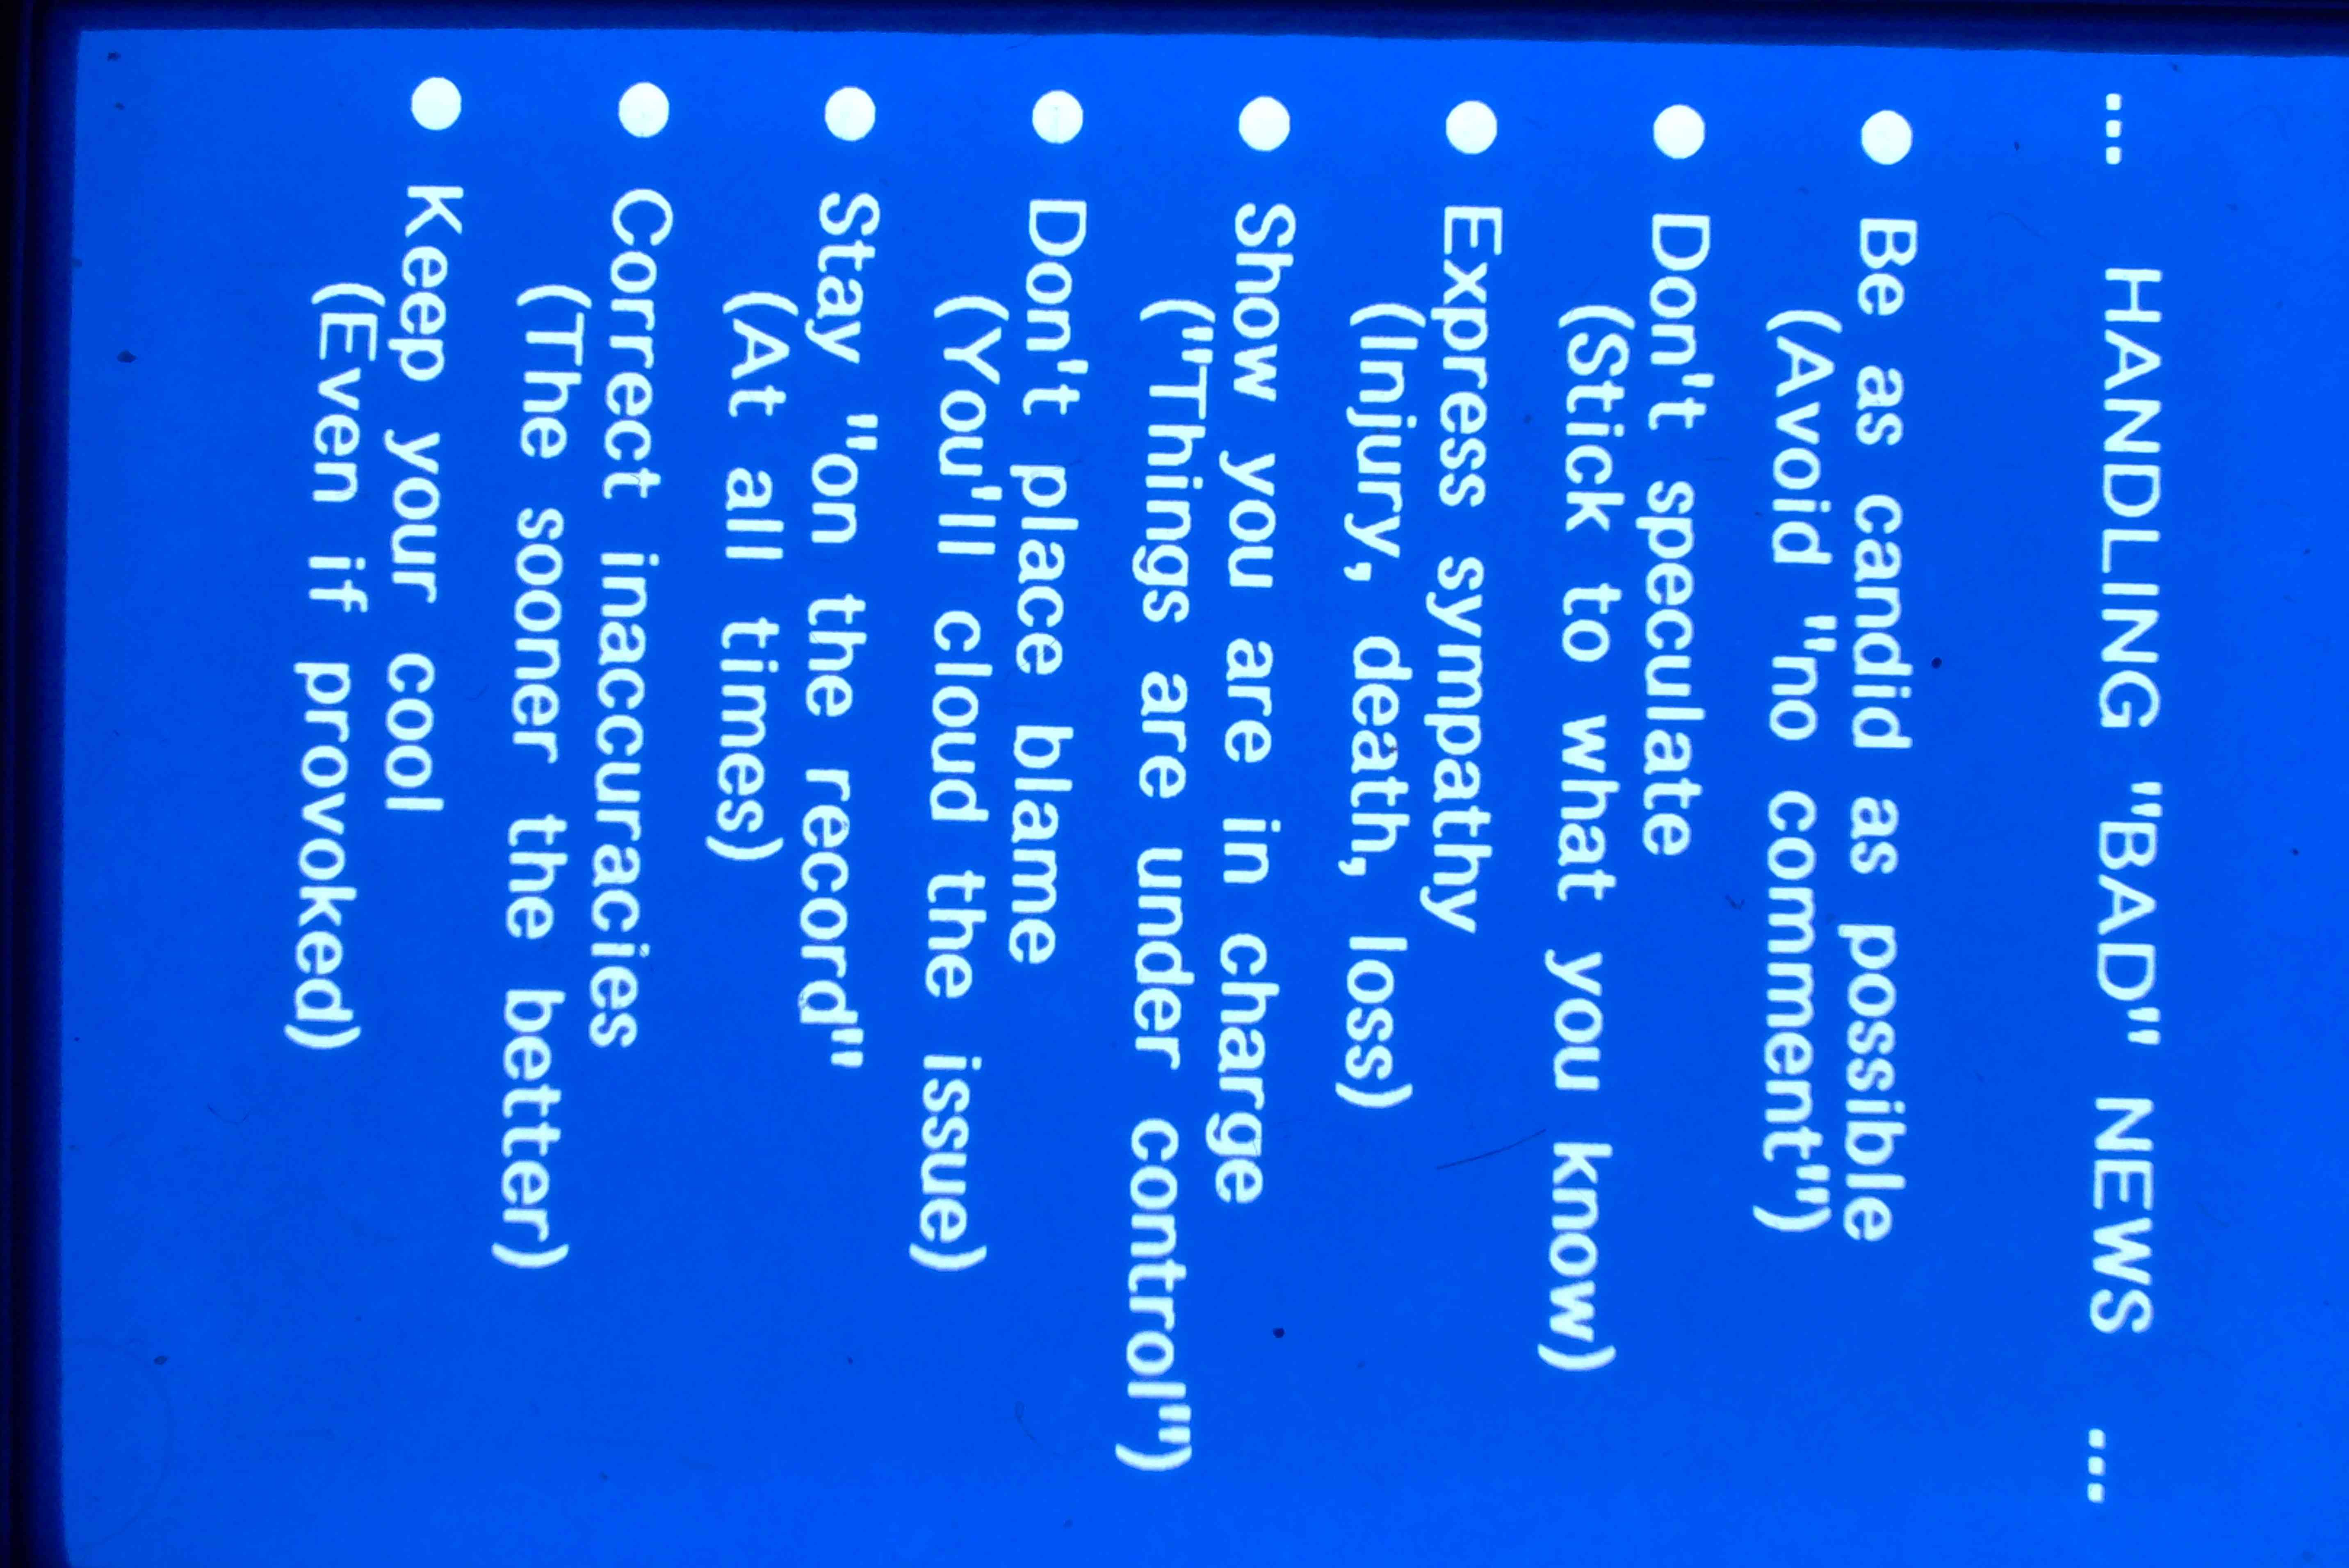 ... HANDLING "BAD" NEWS ...
● Be as candid as possible
(Avoid "no comment")
● Don't speculate
(Stick to what you know)
● Express sympathy
(Injury, death, loss)
● Show you are in charge
("Things are under control")
● Don't place blame
(You'll cloud the issue)
● Stay "on the record"
(At all times)
● Correct inaccuracies
(The sooner the better)
● Keep your cool
(Even if provoked)